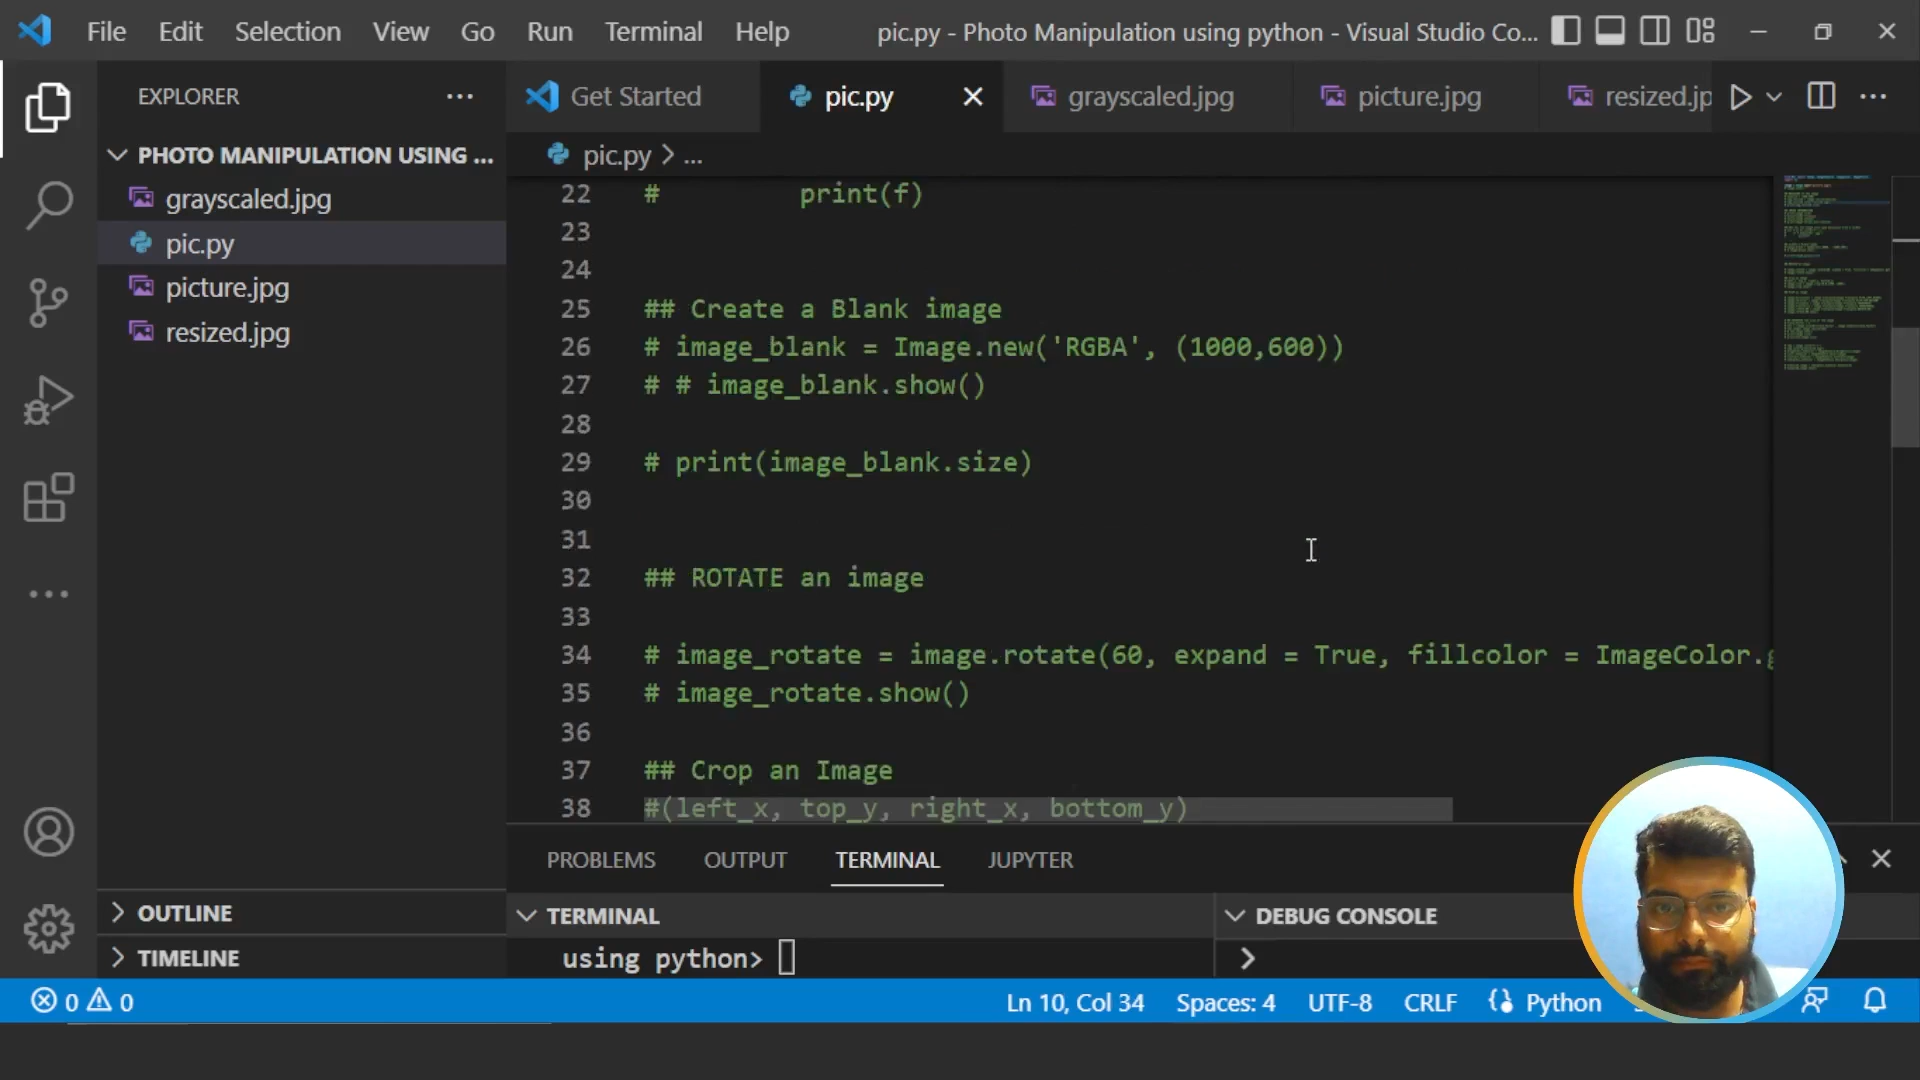 File Edit Selection View Go Run Terminal Help pic.py - Photo Manipulation using python - Visual Studio Co...
EXPLORER
PHOTO MANIPULATION USING ...
grayscaled.jpg
pic.py
picture.jpg
resized.jpg
OUTLINE
TIMELINE
Get Started pic.py grayscaled.jpg picture.jpg resized.jp
pic.py > ...
22 # print(f)
23
24
25 ## Create a Blank image
26 # image_blank = Image.new('RGBA', (1000,600))
27 # # image_blank.show()
28
29 # print(image_blank.size)
30
31
32 ## ROTATE an image
33
34 # image_rotate = image.rotate(60, expand = True, fillcolor = ImageColor.g
35 # image_rotate.show()
36
37 ## Crop an Image
38 #(left_x, top_y, right_x, bottom_y)
PROBLEMS OUTPUT TERMINAL JUPYTER
TERMINAL
using python>
DEBUG CONSOLE
>
0 0 Ln 10, Col 34 Spaces: 4 UTF-8 CRLF Python